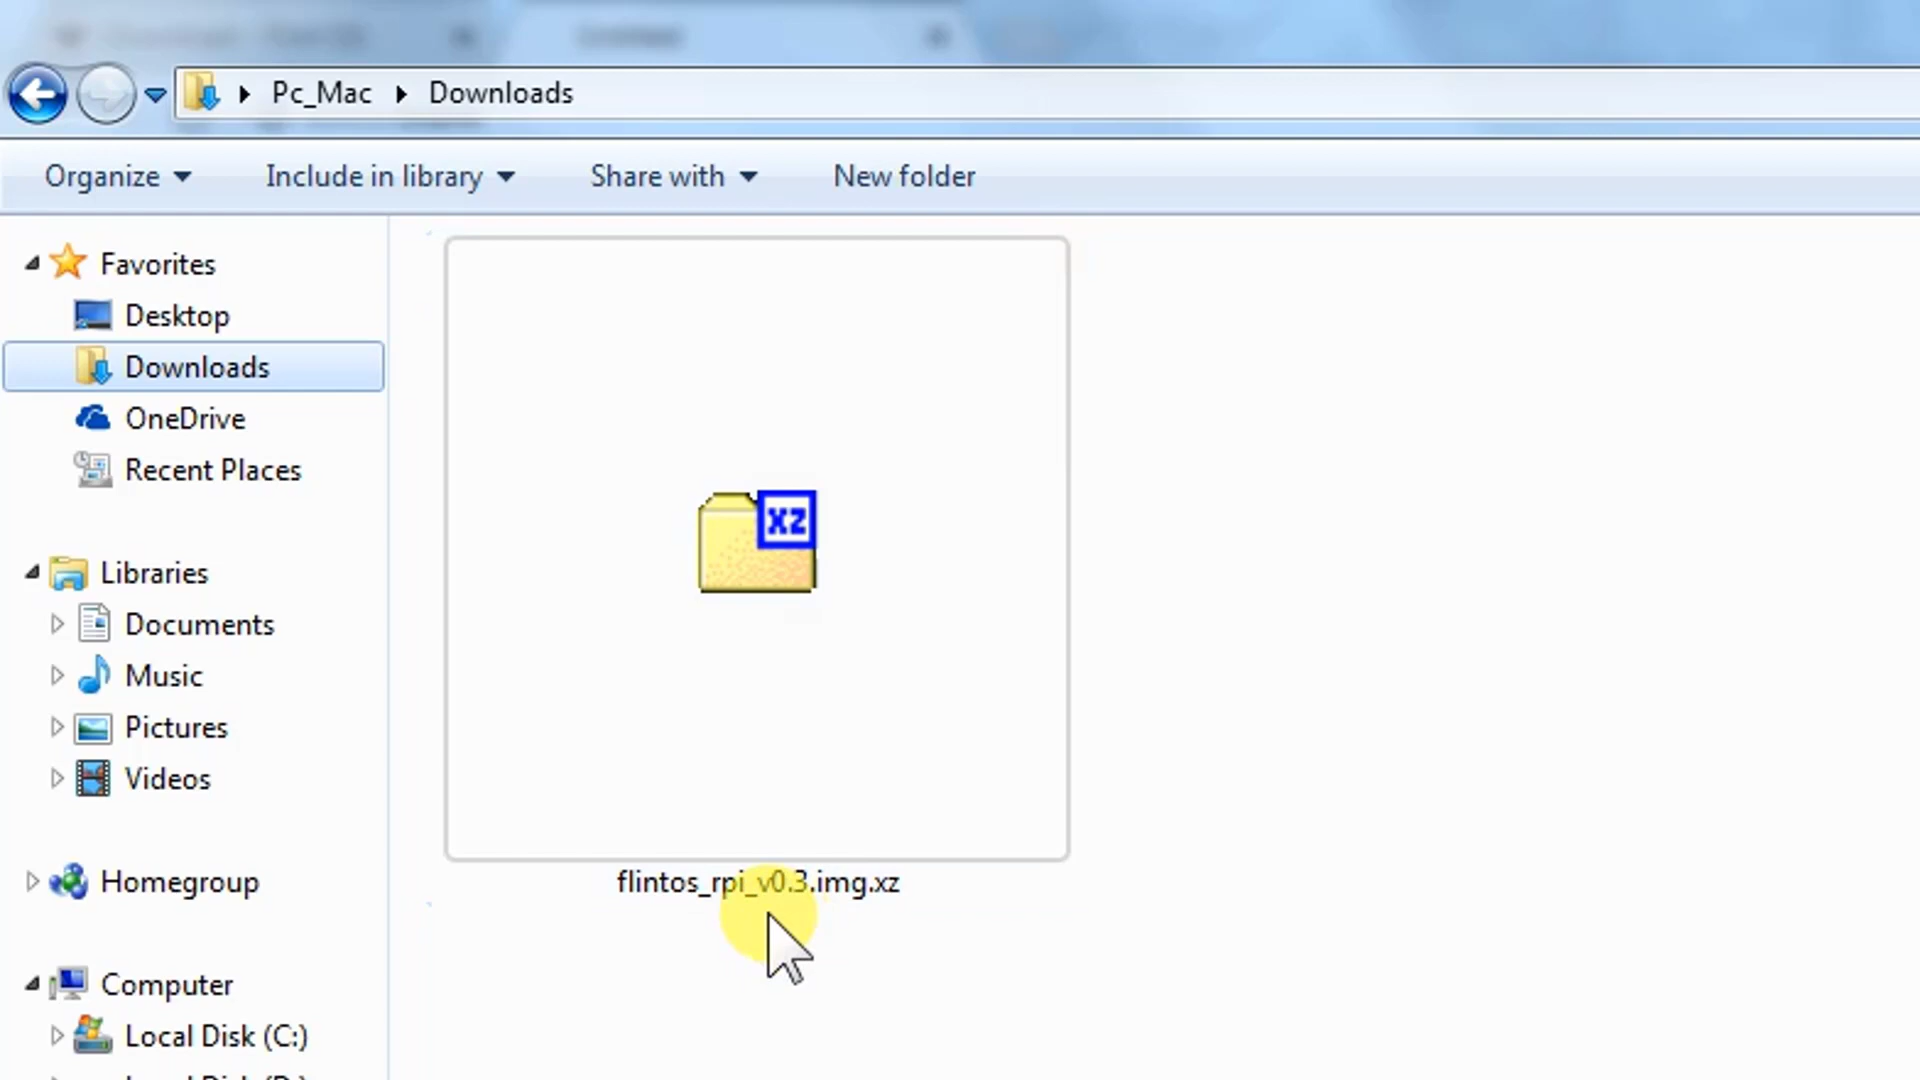 Pc_Mac Downloads
Organize Include in library Share with New folder
Favorites
Desktop
Downloads
OneDrive
Recent Places
Libraries
Documents
Music
Pictures
Videos
Homegroup
Computer
Local Disk (C:)
XZ
flintos_rpi_v0.3.img.xz